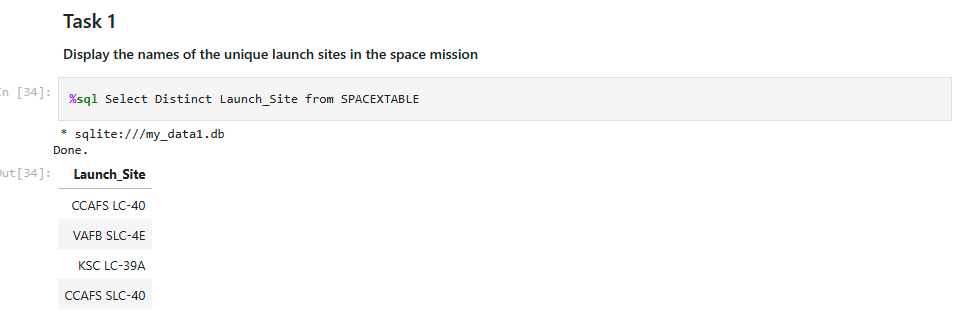 Task 1
Display the names of the unique launch sites in the space mission
In [34]:
%sql Select Distinct Launch_Site from SPACEXTABLE
* sqlite:///my_data1.db
Done.
Out[34]:
Launch_Site
CCAFS LC-40
VAFB SLC-4E
KSC LC-39A
CCAFS SLC-40